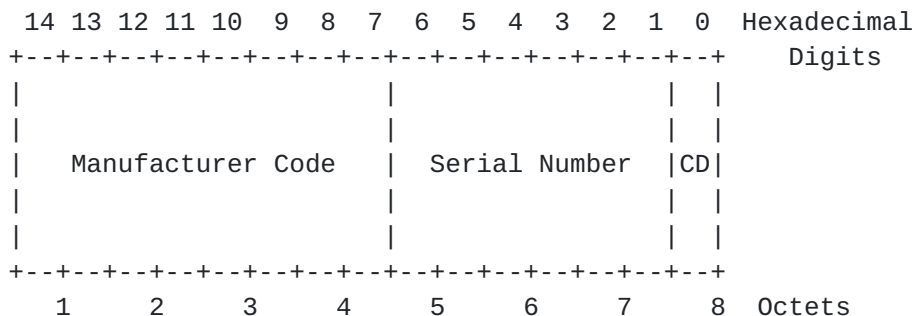 14 13 12 11 10 9 8 7 6 5 4 3 2 1 0 Hexadecimal
+--+--+--+--+--+--+--+--+--+--+--+--+--+--+--+ Digits
| | | |
| | | |
| Manufacturer Code | Serial Number |CD|
| | | |
| | | |
+--+--+--+--+--+--+--+--+--+--+--+--+--+--+--+
1 2 3 4 5 6 7 8 Octets